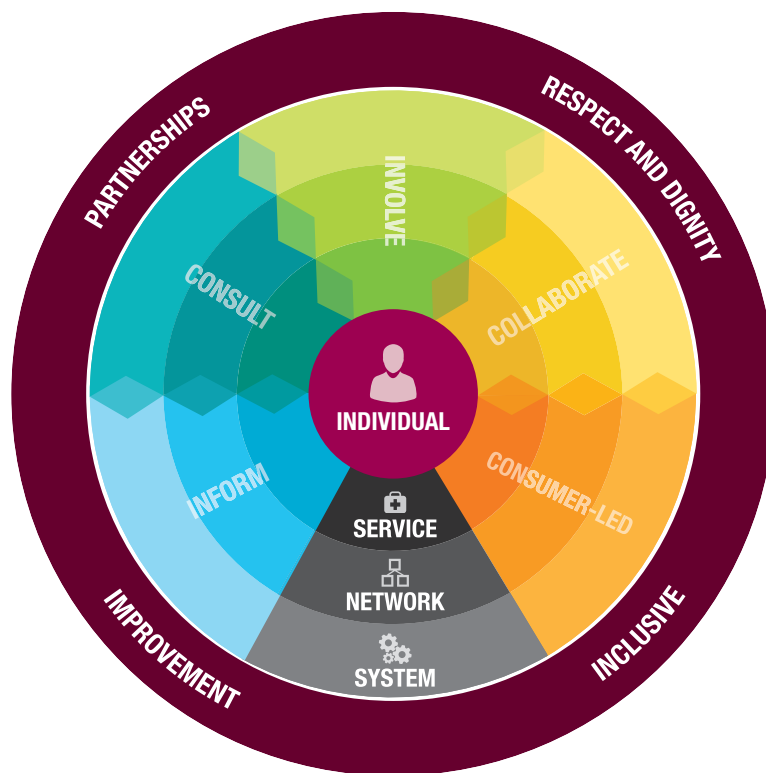 PARTNERSHIPS
RESPECT AND DIGNITY
INVOLVE
CONSULT
COLLABORATE
INDIVIDUAL
INFORM
CONSUMER-LED
SERVICE
NETWORK
SYSTEM
IMPROVEMENT
INCLUSIVE